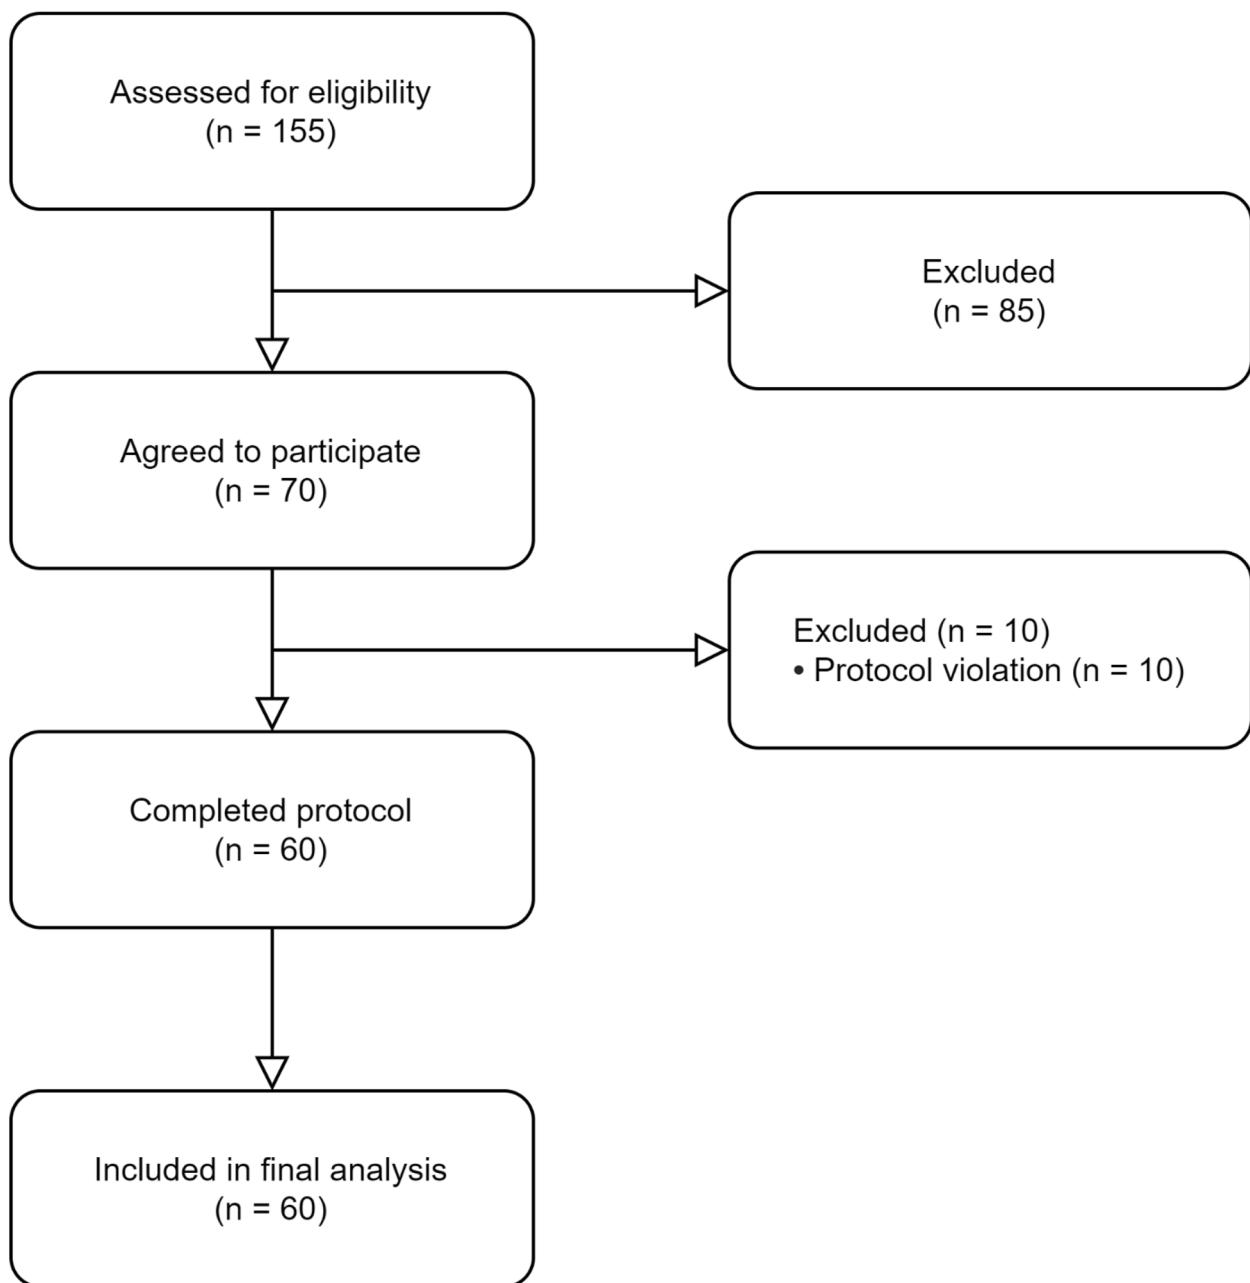 Assessed for eligibility
(n = 155)
Excluded
(n = 85)
Agreed to participate
(n = 70)
Excluded (n = 10)
• Protocol violation (n = 10)
Completed protocol
(n = 60)
Included in final analysis
(n = 60)